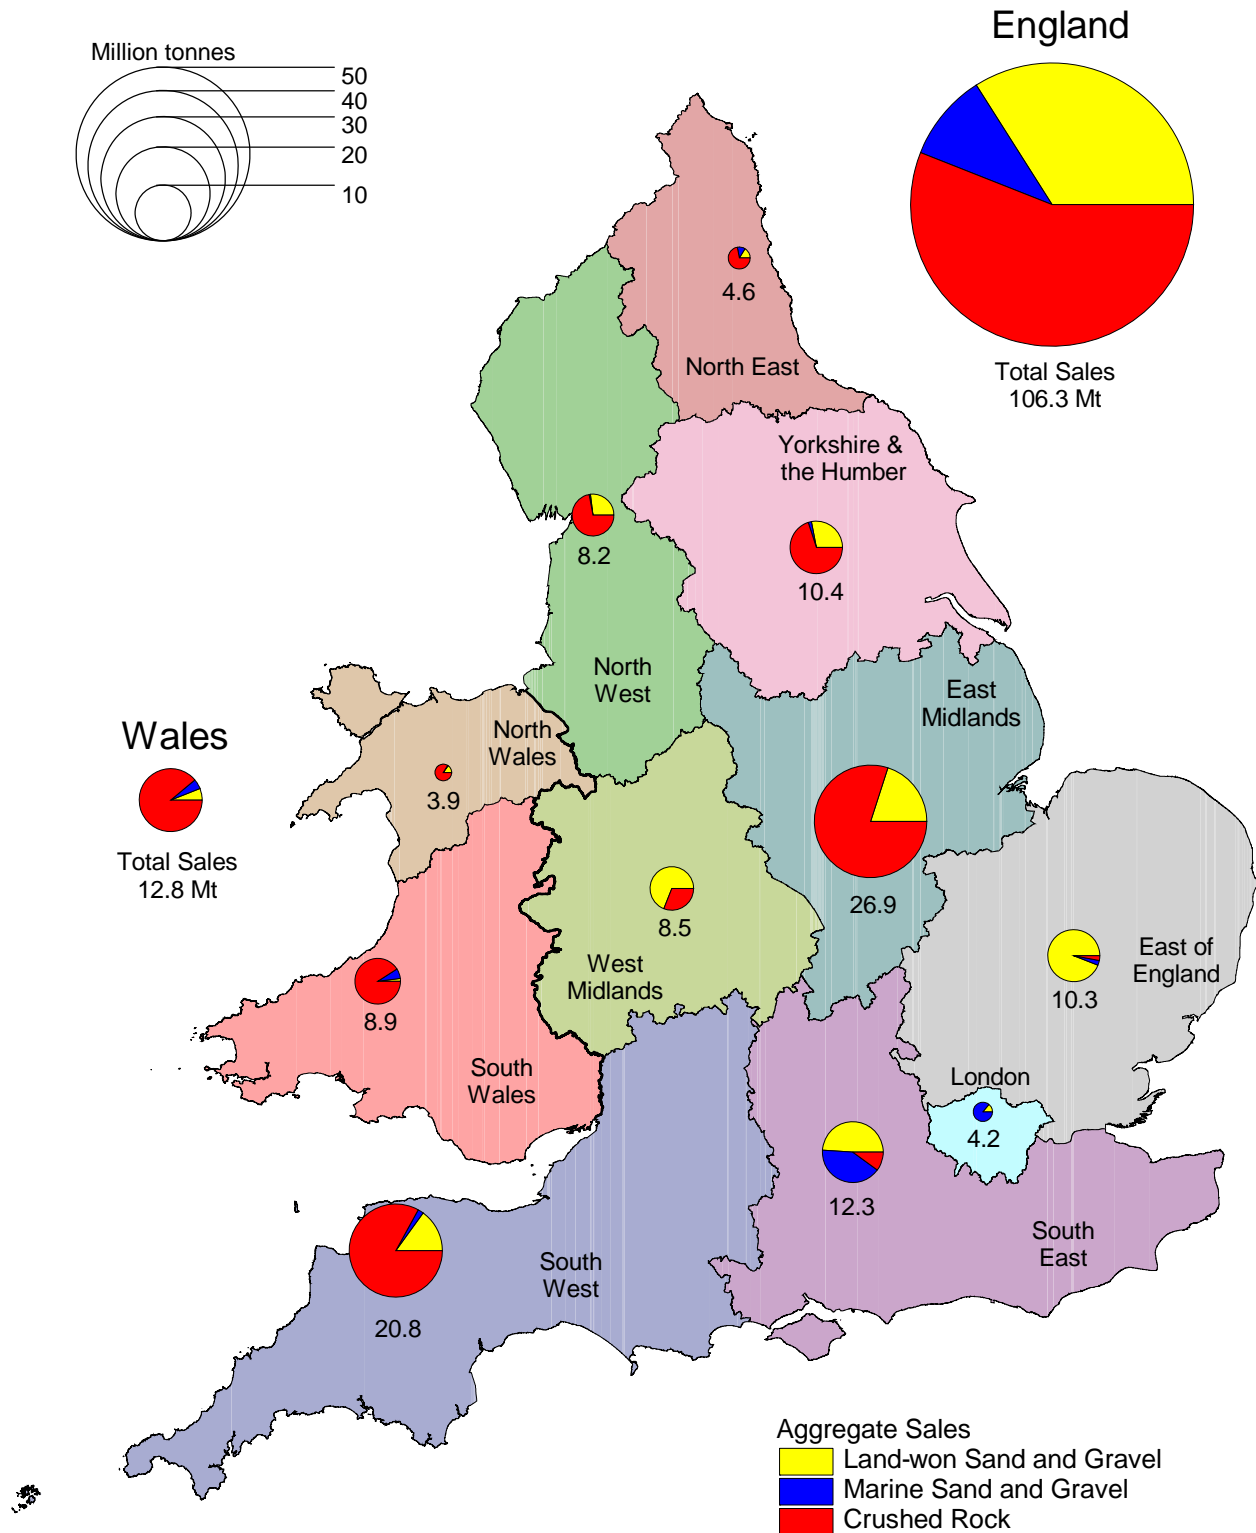 England
Million tonnes
50
40
30
20
10
4.6
North East
Total Sales
106.3 Mt
Yorkshire &
the Humber
8.2
10.4
North
West
East
Midlands
North
Wales
Wales
3.9
Total Sales
12.8 Mt
26.9
8.5
East of
England
West
Midlands
10.3
8.9
South
Wales
London
4.2
12.3
South
East
South
West
20.8
Aggregate Sales
Land-won Sand and Gravel
Marine Sand and Gravel
Crushed Rock